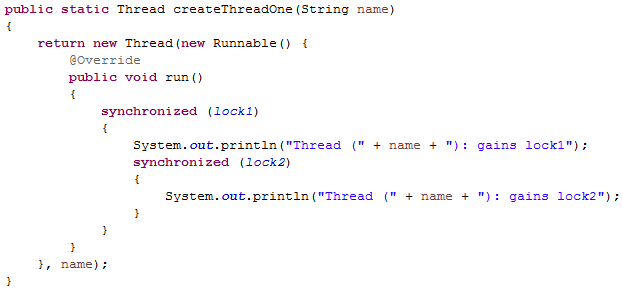 public static Thread createThreadOne(String name)
{
    return new Thread(new Runnable() {
        @Override
        public void run()
        {
            synchronized (lock1)
            {
                System.out.println("Thread (" + name + "): gains lock1");
                synchronized (lock2)
                {
                    System.out.println("Thread (" + name + "): gains lock2");
                }
            }
        }
    }, name);
}